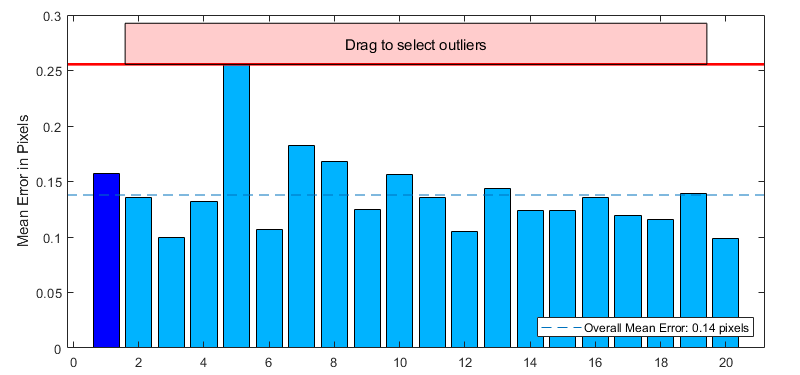 0.3
Drag to select outliers
0.25
0.2
0.15
0.1
0.05
0
Mean Error in Pixels
Overall Mean Error: 0.14 pixels
0 2 4 6 8 10 12 14 16 18 20